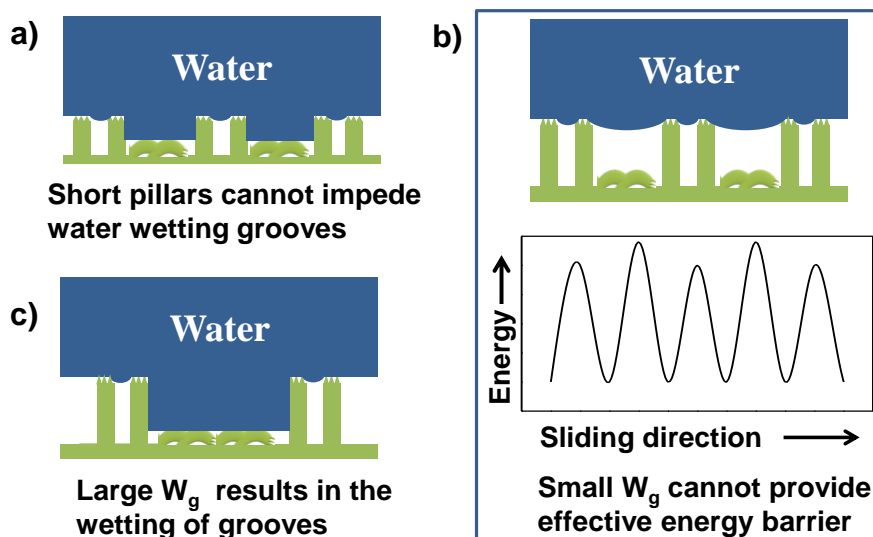 a)
Water
Short pillars cannot impede
water wetting grooves
b)
Water
Energy
Sliding direction
Small Wg cannot provide
effective energy barrier
c)
Water
Large Wg results in the
wetting of grooves